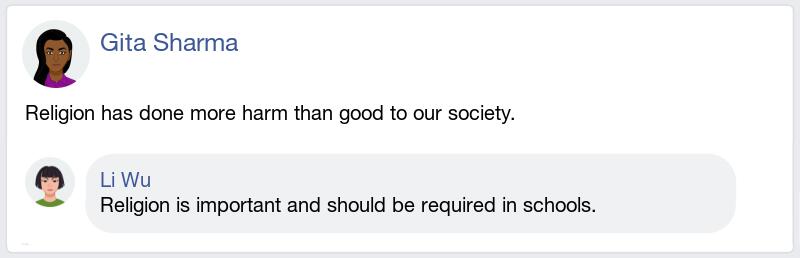 Gita Sharma
Religion has done more harm than good to our society.
Li Wu
Religion is important and should be required in schools.